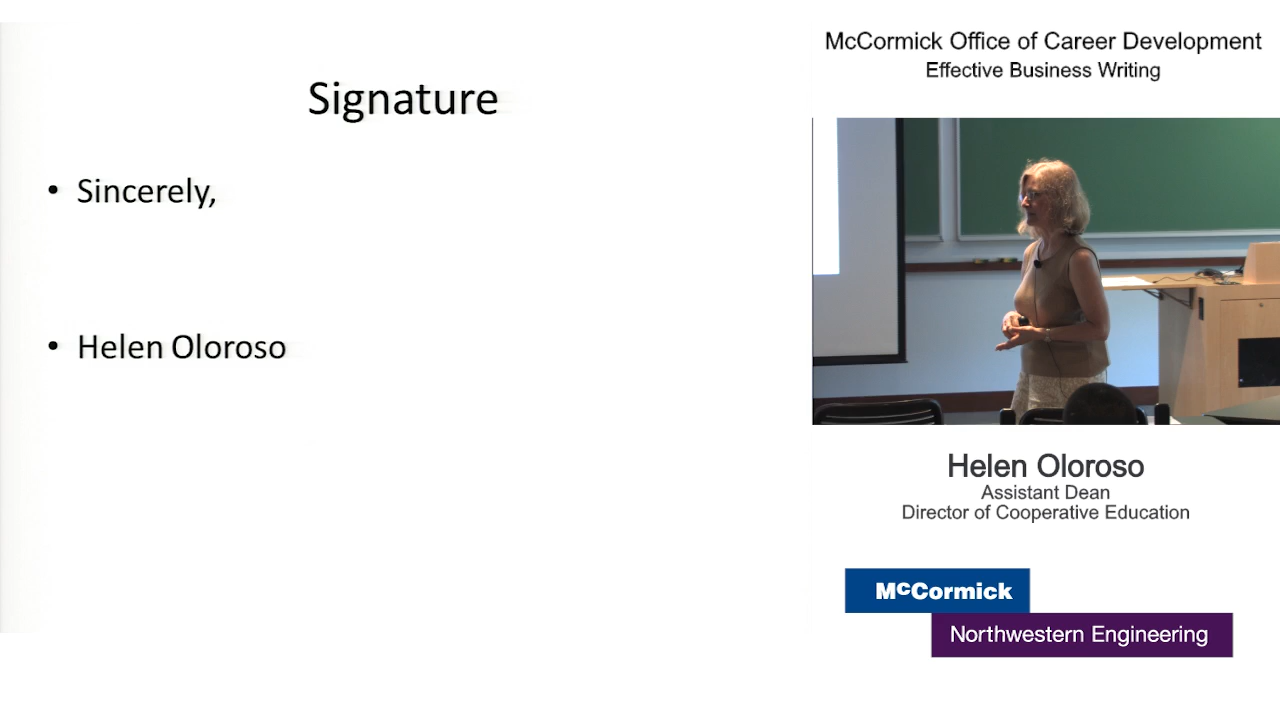 Signature
• Sincerely,
• Helen Oloroso
McCormick Office of Career Development
Effective Business Writing
Helen Oloroso
Assistant Dean
Director of Cooperative Education
McCormick
Northwestern Engineering